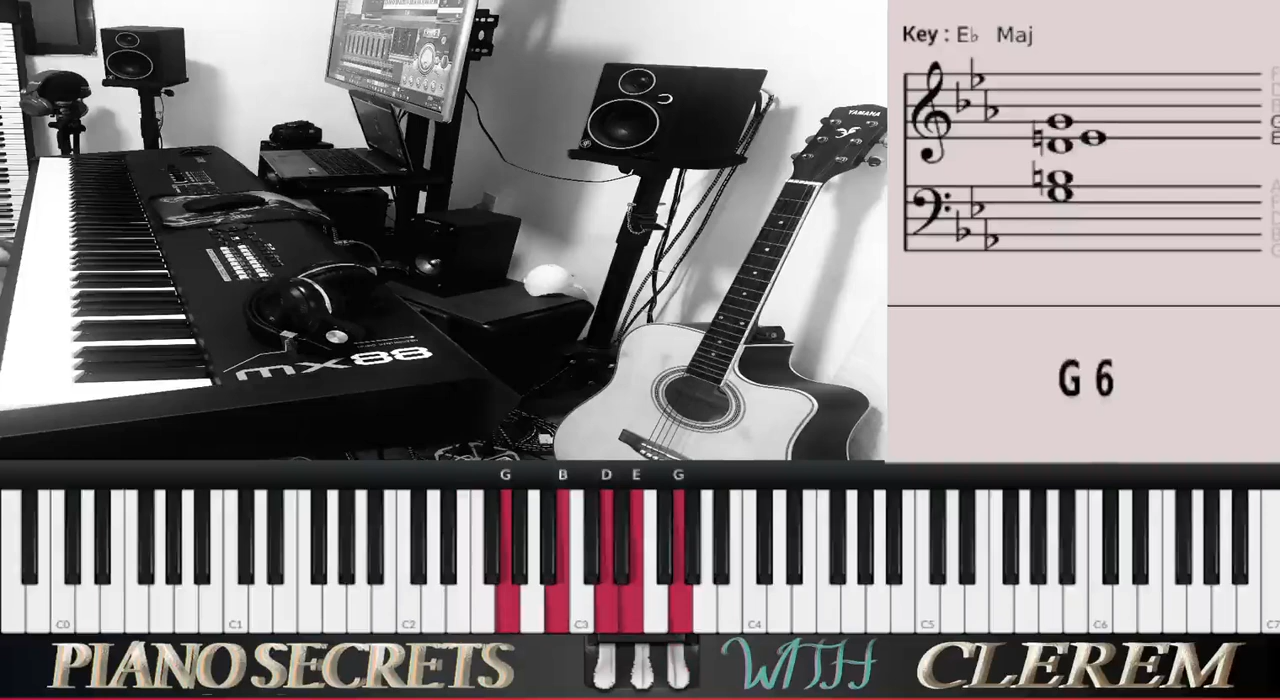 Key : E♭ Maj
YAMAHA
mx88
G 6
G B D E G
C0 C1 C2 C3 C4 C5 C6 C7
PIANO SECRETS WITH CLEREM